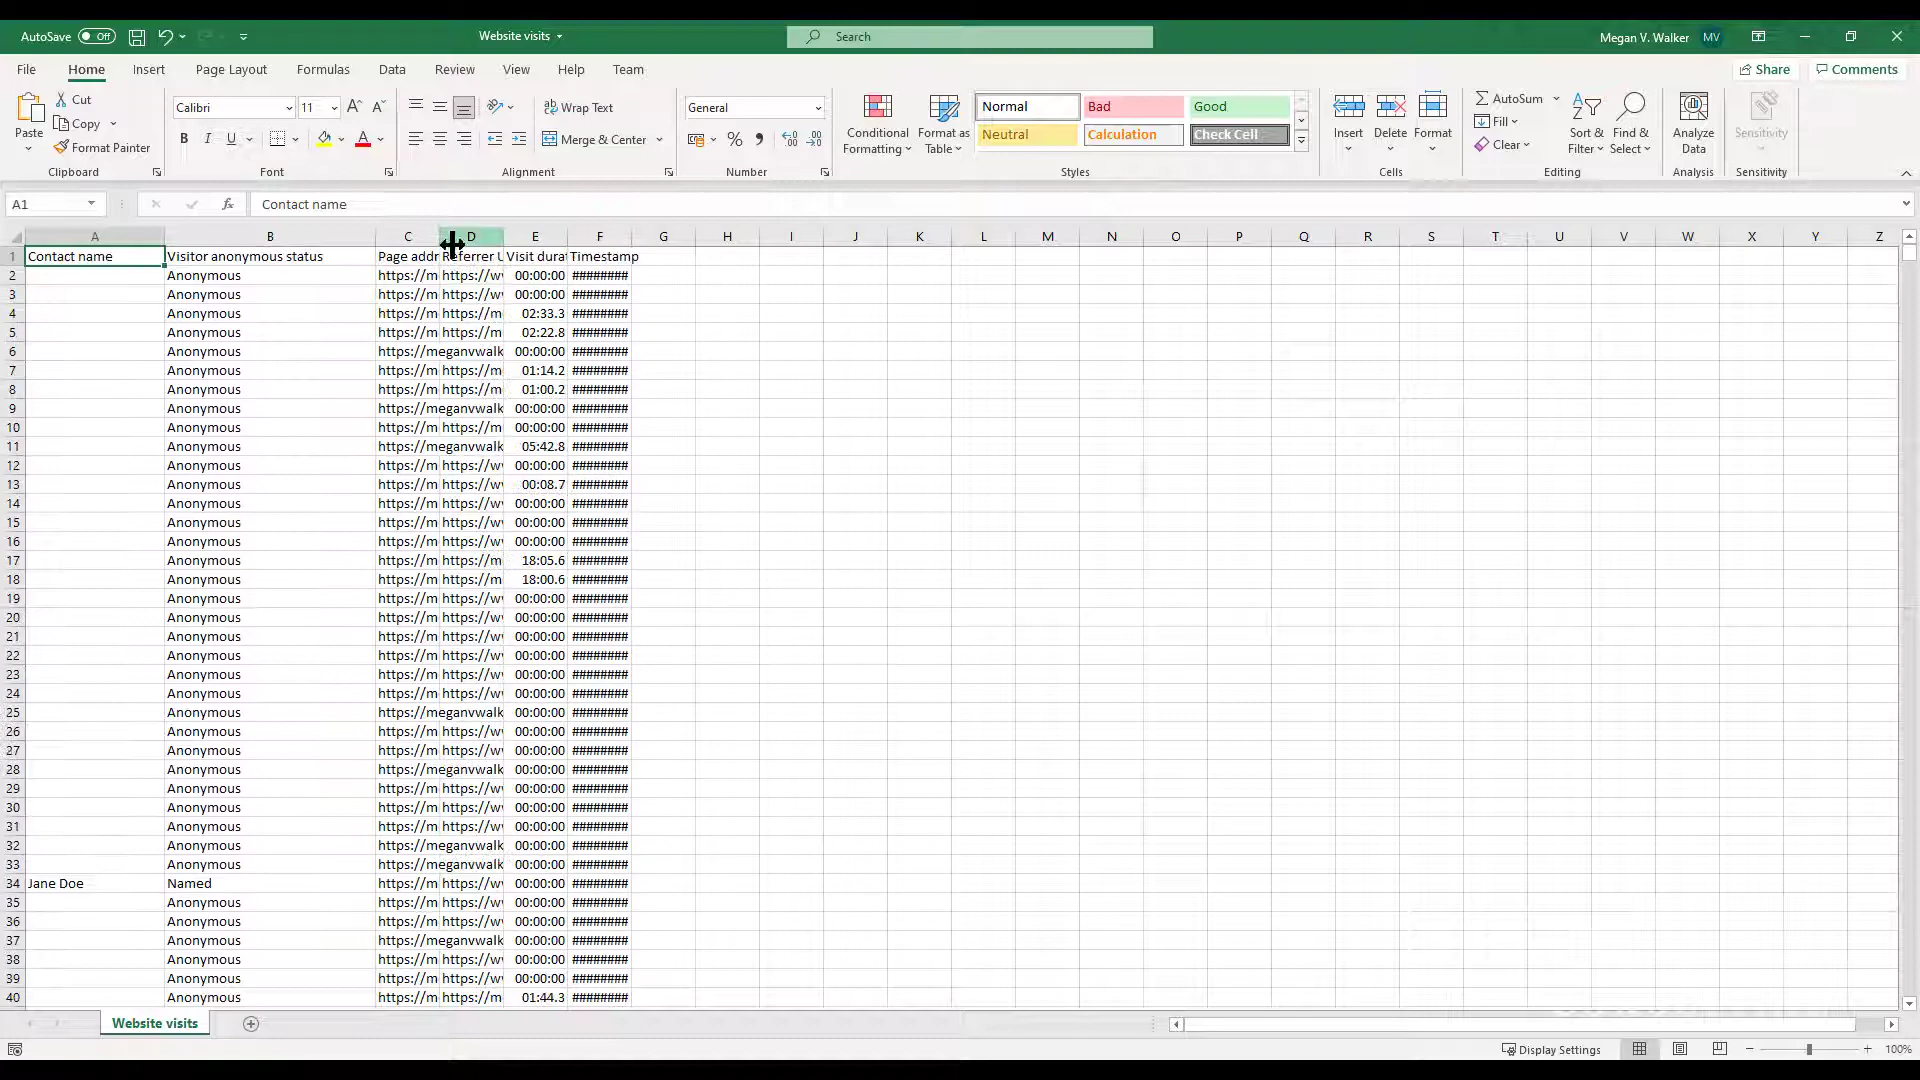 AutoSave Off Website visits Search Megan V. Walker MV
File Home Insert Page Layout Formulas Data Review View Help Team Share Comments
Paste Cut Copy Format Painter Clipboard
Calibri 11 A A B I U A Font
Wrap Text Merge & Center Alignment
General % , Number
Conditional Formatting Format as Table Normal Bad Good Neutral Calculation Check Cell Styles
Insert Delete Format Cells
AutoSum Fill Clear Sort & Filter Find & Select Editing
Analyze Data Analysis Sensitivity Sensitivity
A1 fx Contact name
A B C D E F G H I J K L M N O P Q R S T U V W X Y Z
1 Contact name Visitor anonymous status Page addr Referrer U Visit durat Timestamp
2 Anonymous https://m https://w 00:00:00 ########
3 Anonymous https://m https://w 00:00:00 ########
4 Anonymous https://m https://m 02:33.3 ########
5 Anonymous https://m https://m 02:22.8 ########
6 Anonymous https://meganvwalk 00:00:00 ########
7 Anonymous https://m https://m 01:14.2 ########
8 Anonymous https://m https://m 01:00.2 ########
9 Anonymous https://meganvwalk 00:00:00 ########
10 Anonymous https://m https://m 00:00:00 ########
11 Anonymous https://meganvwalk 05:42.8 ########
12 Anonymous https://m https://w 00:00:00 ########
13 Anonymous https://m https://w 00:08.7 ########
14 Anonymous https://m https://w 00:00:00 ########
15 Anonymous https://m https://w 00:00:00 ########
16 Anonymous https://m https://w 00:00:00 ########
17 Anonymous https://m https://m 18:05.6 ########
18 Anonymous https://m https://m 18:00.6 ########
19 Anonymous https://m https://w 00:00:00 ########
20 Anonymous https://m https://w 00:00:00 ########
21 Anonymous https://m https://w 00:00:00 ########
22 Anonymous https://m https://w 00:00:00 ########
23 Anonymous https://m https://w 00:00:00 ########
24 Anonymous https://m https://w 00:00:00 ########
25 Anonymous https://meganvwalk 00:00:00 ########
26 Anonymous https://m https://w 00:00:00 ########
27 Anonymous https://m https://w 00:00:00 ########
28 Anonymous https://meganvwalk 00:00:00 ########
29 Anonymous https://m https://w 00:00:00 ########
30 Anonymous https://m https://w 00:00:00 ########
31 Anonymous https://m https://w 00:00:00 ########
32 Anonymous https://meganvwalk 00:00:00 ########
33 Anonymous https://meganvwalk 00:00:00 ########
34 Jane Doe Named https://m https://w 00:00:00 ########
35 Anonymous https://m https://w 00:00:00 ########
36 Anonymous https://m https://w 00:00:00 ########
37 Anonymous https://meganvwalk 00:00:00 ########
38 Anonymous https://m https://w 00:00:00 ########
39 Anonymous https://m https://w 00:00:00 ########
40 Anonymous https://m https://m 01:44.3 ########
Website visits
Display Settings 100%